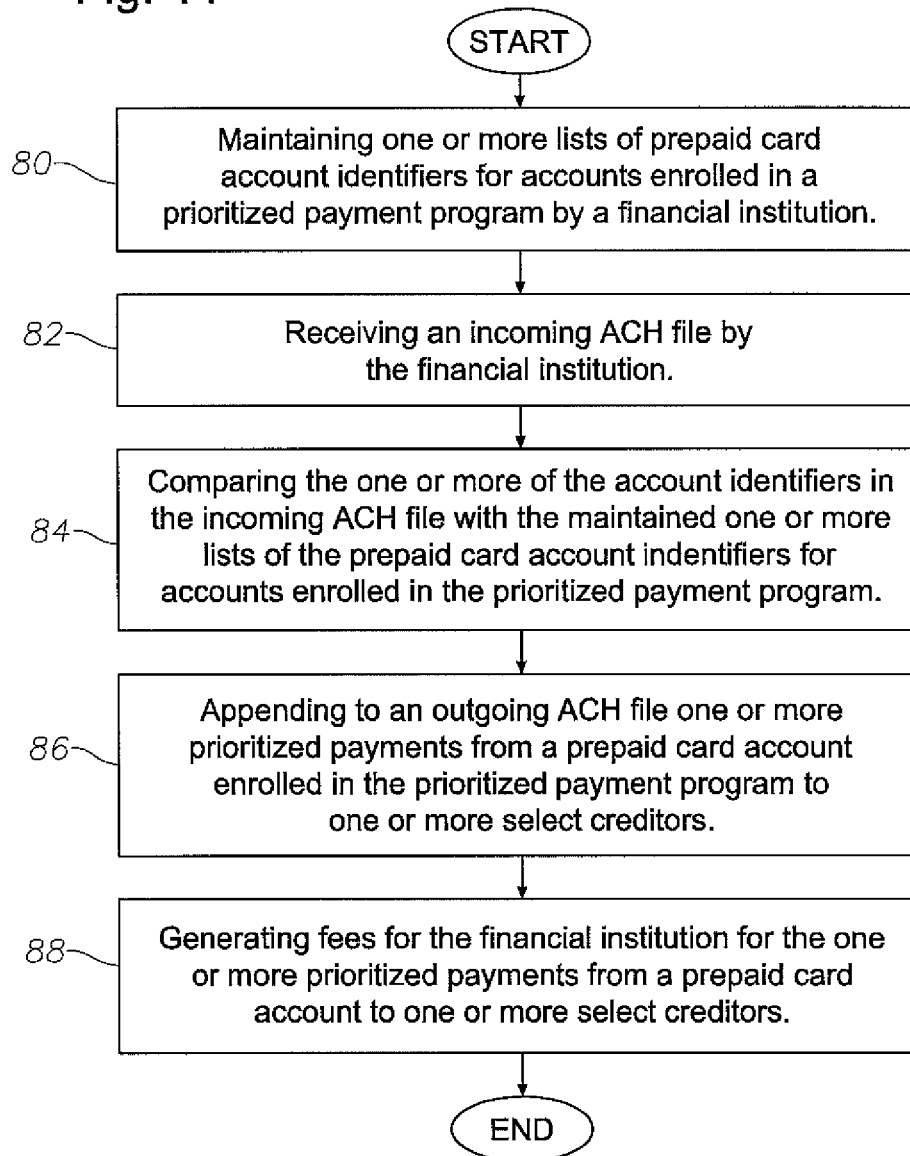 START
80
Maintaining one or more lists of prepaid card
account identifiers for accounts enrolled in a
prioritized payment program by a financial institution.
82
Receiving an incoming ACH file by
the financial institution.
84
Comparing the one or more of the account identifiers in
the incoming ACH file with the maintained one or more
lists of the prepaid card account indentifiers for
accounts enrolled in the prioritized payment program.
86
Appending to an outgoing ACH file one or more
prioritized payments from a prepaid card account
enrolled in the prioritized payment program to
one or more select creditors.
88
Generating fees for the financial institution for the one
or more prioritized payments from a prepaid card
account to one or more select creditors.
END